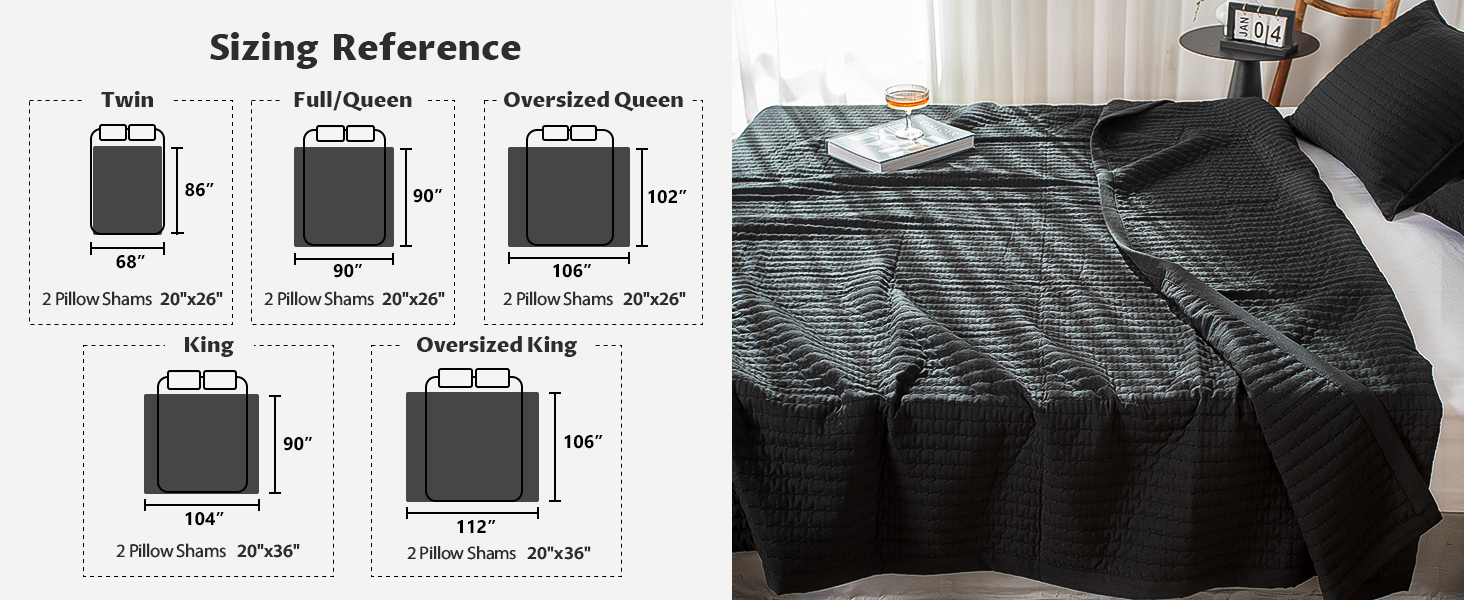 Sizing Reference
Twin
86”
68”
2 Pillow Shams 20"x26"
Full/Queen
90”
90”
2 Pillow Shams 20"x26"
Oversized Queen
102”
106”
2 Pillow Shams 20"x26"
King
90”
104”
2 Pillow Shams 20"x36"
Oversized King
106”
112”
2 Pillow Shams 20"x36"
JAN 04